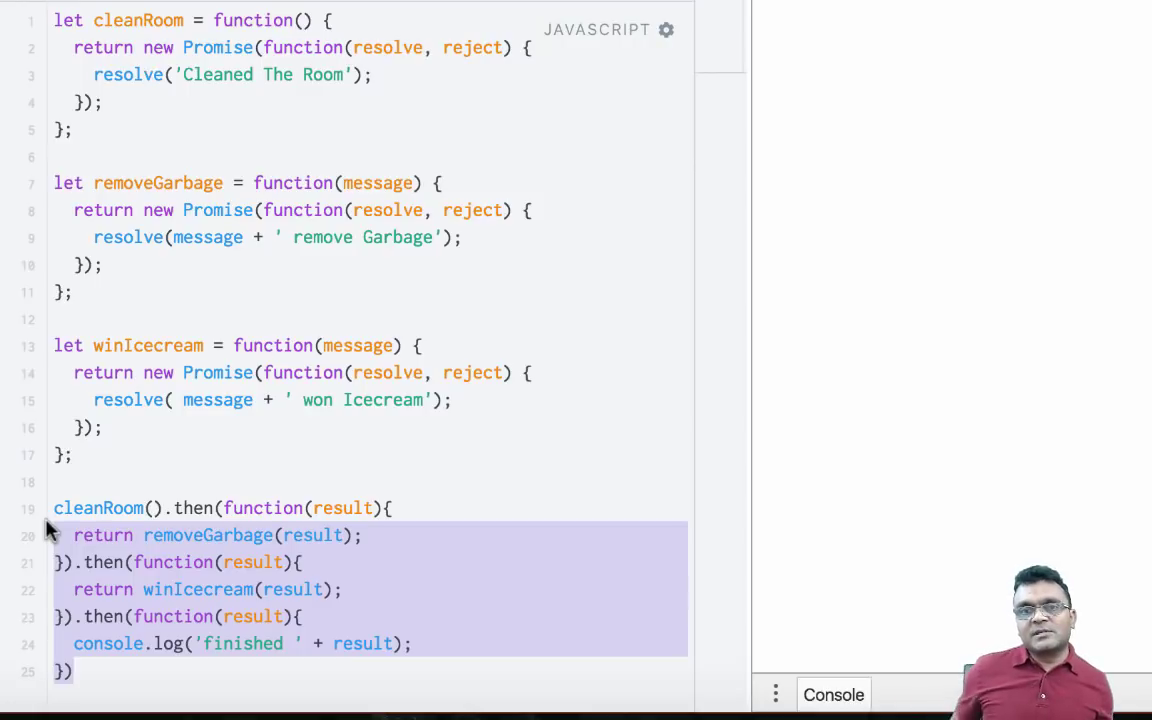 JAVASCRIPT
1 let cleanRoom = function() {
2 return new Promise(function(resolve, reject) {
3 resolve('Cleaned The Room');
4 });
5 };
6
7 let removeGarbage = function(message) {
8 return new Promise(function(resolve, reject) {
9 resolve(message + ' remove Garbage');
10 });
11 };
12
13 let winIcecream = function(message) {
14 return new Promise(function(resolve, reject) {
15 resolve( message + ' won Icecream');
16 });
17 };
18
19 cleanRoom().then(function(result){
20 return removeGarbage(result);
21 }).then(function(result){
22 return winIcecream(result);
23 }).then(function(result){
24 console.log('finished ' + result);
25 })
Console